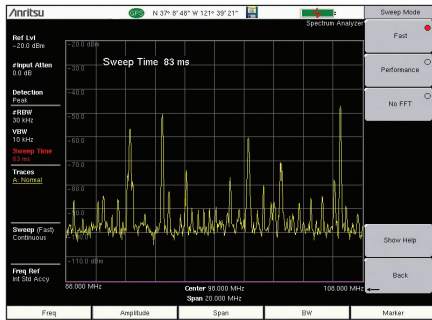 Anritsu GPS N 37° 8' 48" W 121° 39' 21" Sweep Mode
Spectrum Analyzer
Ref Lvl
-20.0 dBm
#Input Atten
0.0 dB
Detection
Peak
#RBW
30 kHz
VBW
10 kHz
Sweep Time
83 ms
Traces
A: Normal
Sweep (Fast)
Continuous
Freq Ref
Int Std Accy
-20.0 dBm
Sweep Time 83 ms
-30.0
-40.0
-50.0
-60.0
-70.0
-80.0
-90.0
-110.0 dBm
88.000 MHz
Center 98.000 MHz
108.000 MHz
Span 20.000 MHz
Fast
Performance
No FFT
Show Help
Back
Freq Amplitude Span BW Marker